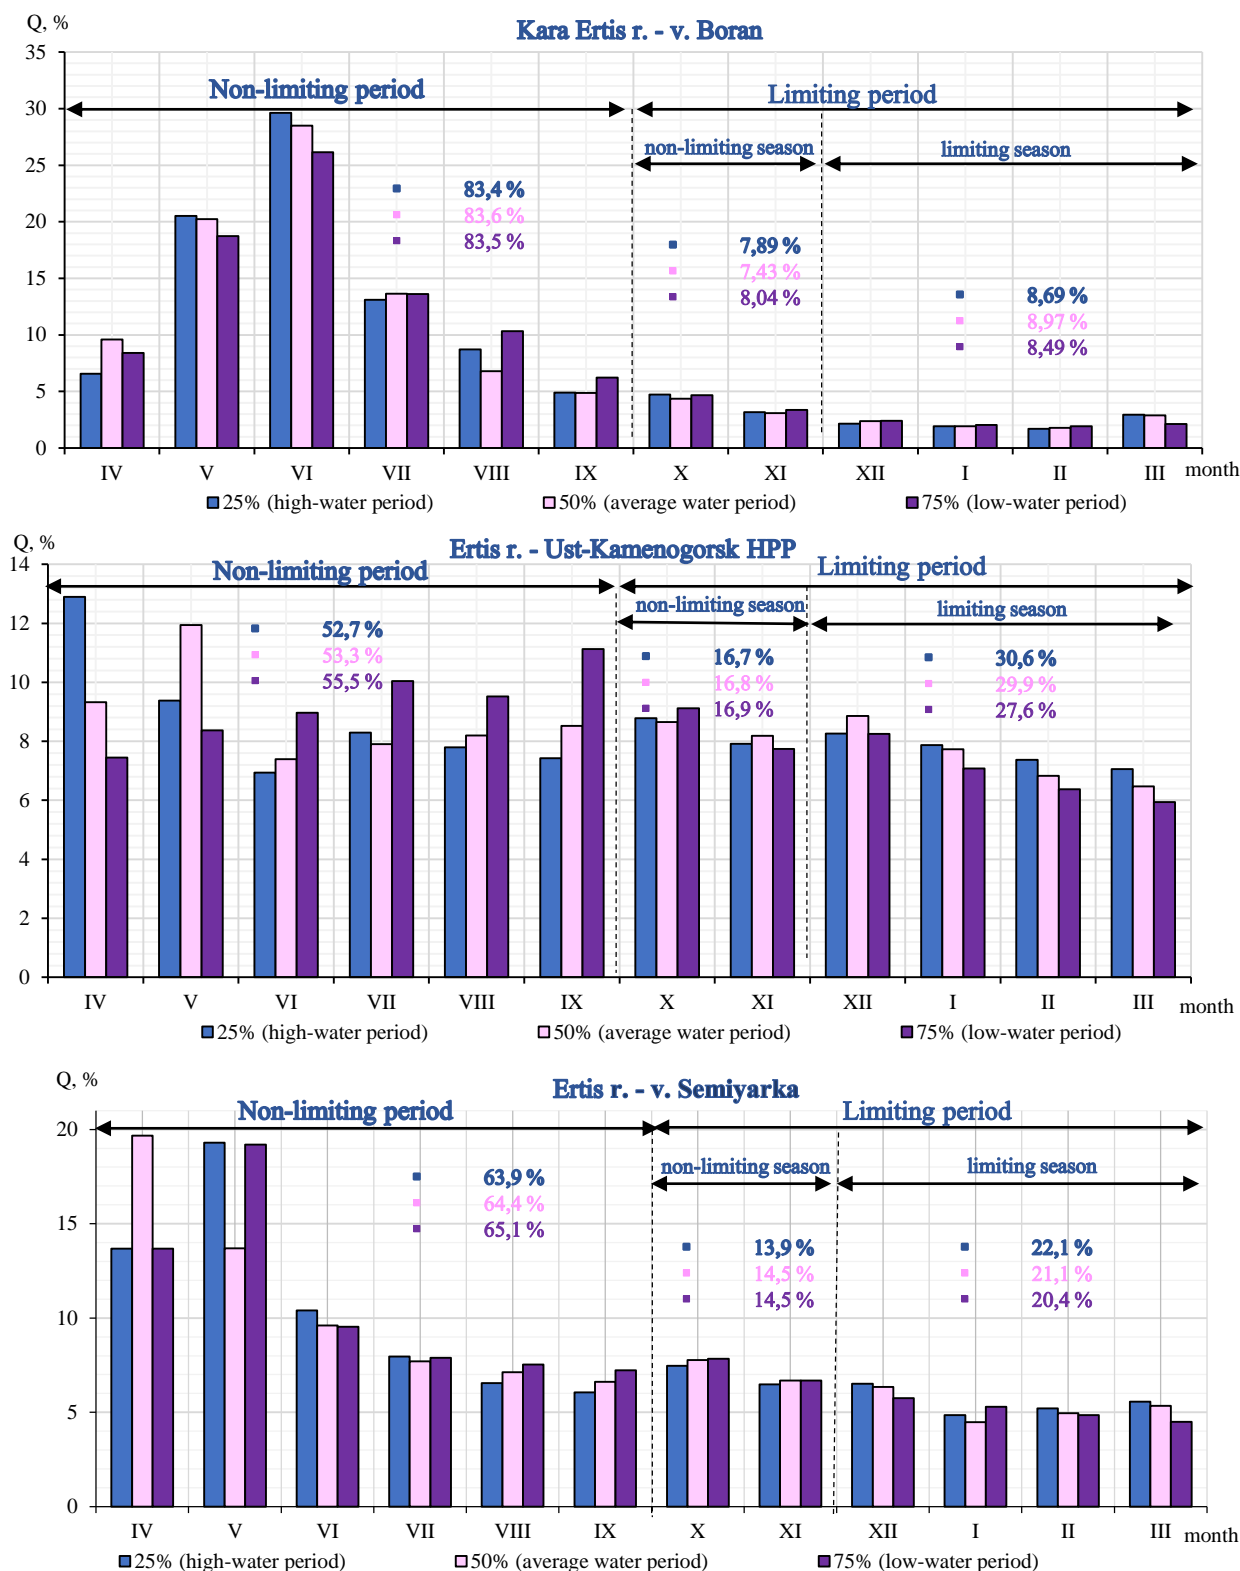 Q, %
Kara Ertis r. - v. Boran
35
Non-limiting period
Limiting period
30
non-limiting season
limiting season
25
83,4 %
83,6 %
83,5 %
20
7,89 %
7,43 %
8,04 %
15
8,69 %
8,97 %
8,49 %
10
5
0
IV V VI VII VIII IX X XI XII I II III month
25% (high-water period) 50% (average water period) 75% (low-water period)
Q, %
Ertis r. - Ust-Kamenogorsk HPP
14
Non-limiting period
Limiting period
non-limiting season
limiting season
12
52,7 %
53,3 %
55,5 %
16,7 %
16,8 %
16,9 %
30,6 %
29,9 %
27,6 %
10
8
6
4
2
0
IV V VI VII VIII IX X XI XII I II III month
25% (high-water period) 50% (average water period) 75% (low-water period)
Q, %
Ertis r. - v. Semiyarka
Non-limiting period
Limiting period
20
non-limiting season
limiting season
63,9 %
64,4 %
65,1 %
15
13,9 %
14,5 %
14,5 %
22,1 %
21,1 %
20,4 %
10
5
0
IV V VI VII VIII IX X XI XII I II III month
25% (high-water period) 50% (average water period) 75% (low-water period)